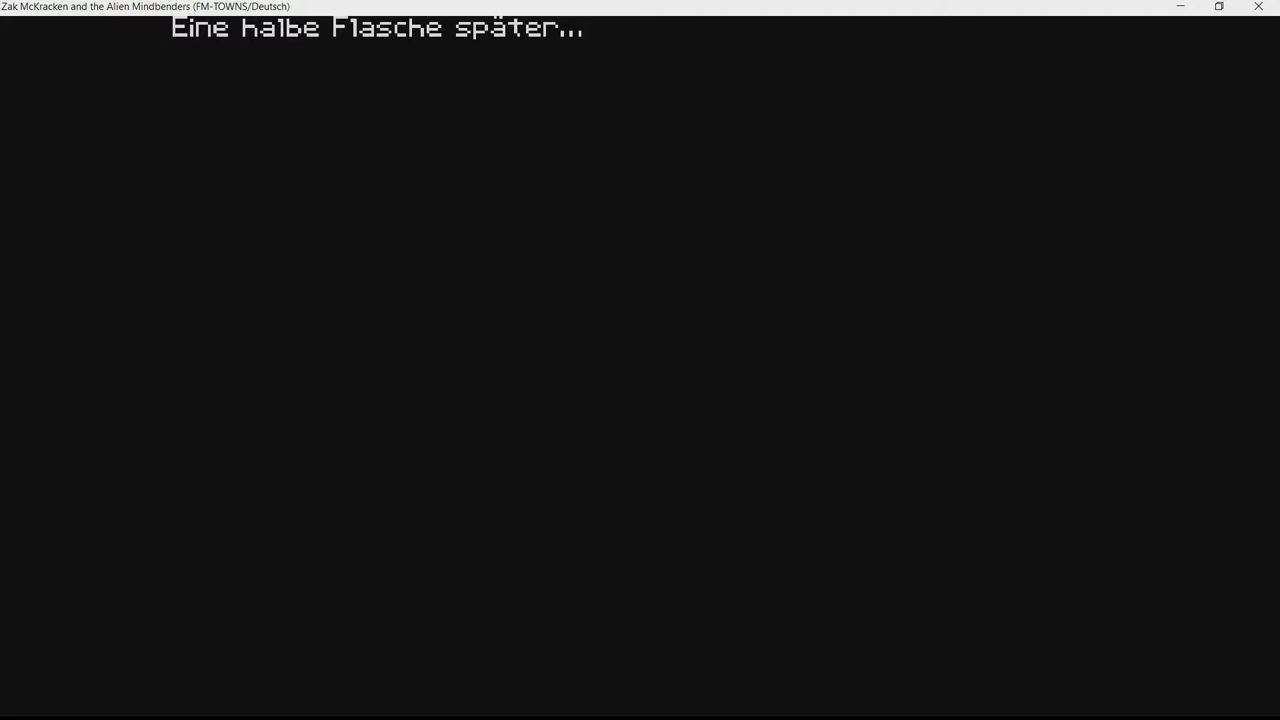 Zak McKracken and the Alien Mindbenders (FM-TOWNS/Deutsch)
Eine halbe Flasche später...